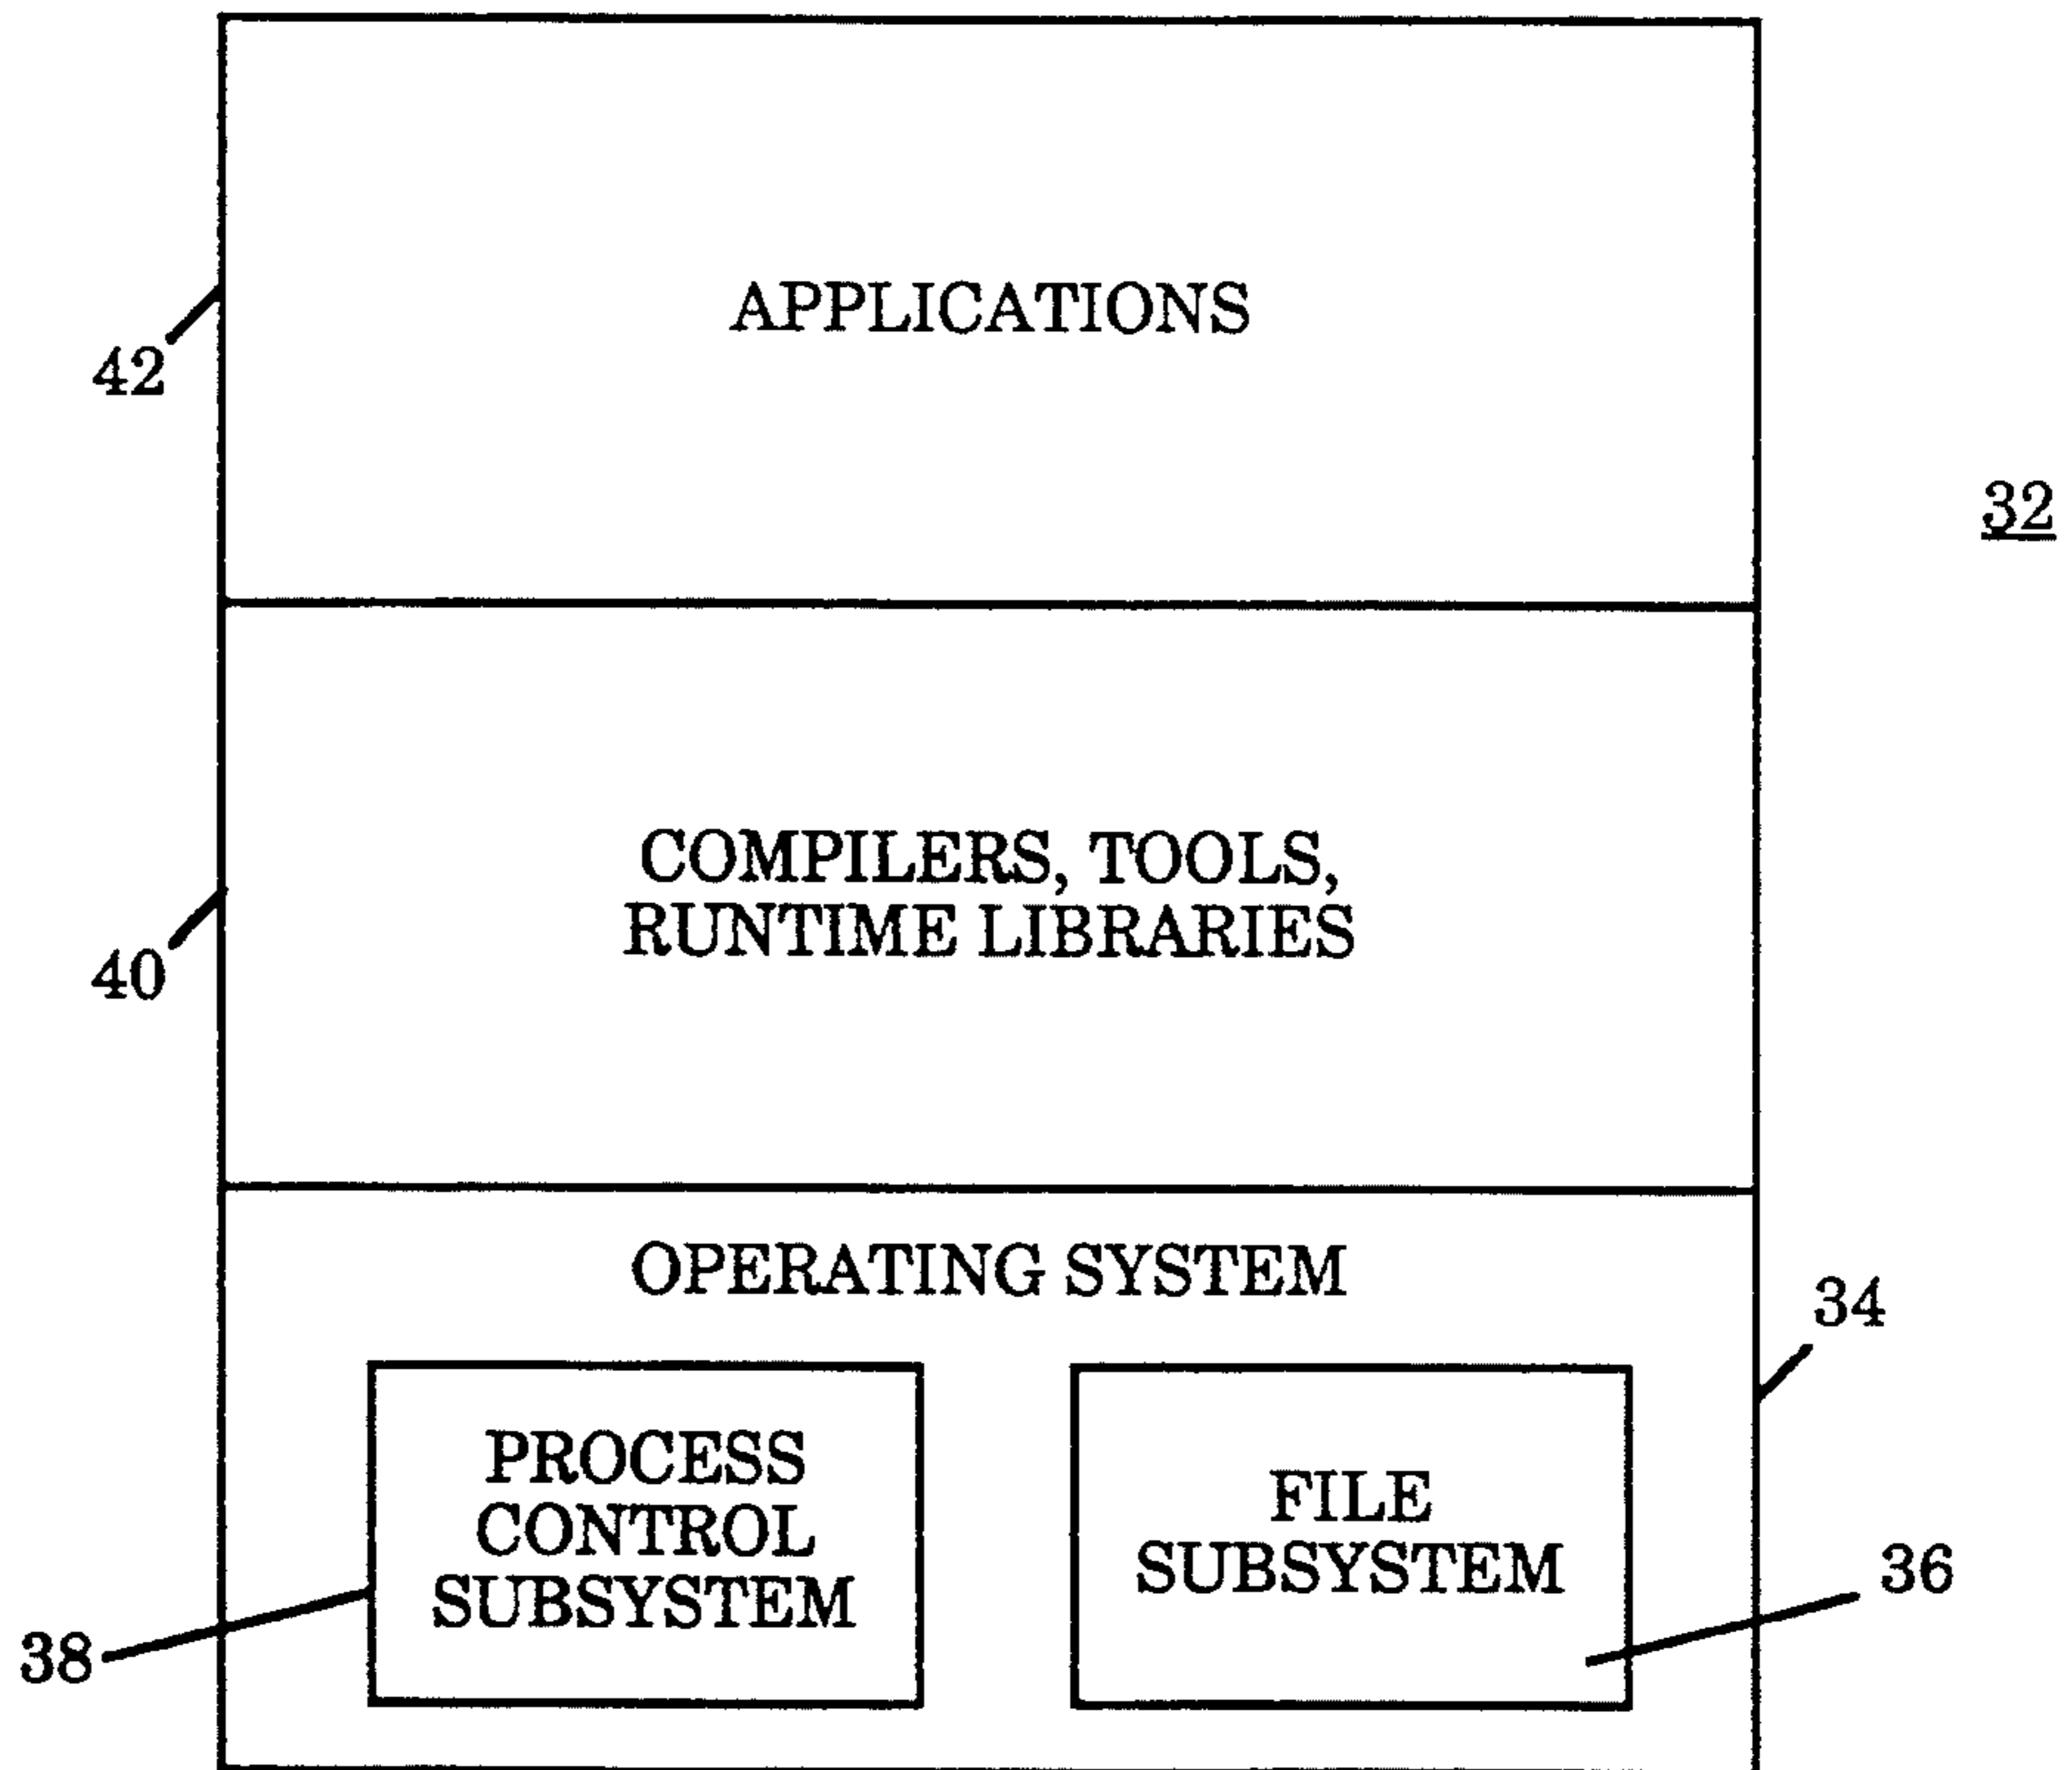 APPLICATIONS
42
32
COMPILERS, TOOLS,
RUNTIME LIBRARIES
40
OPERATING SYSTEM
34
PROCESS
CONTROL
SUBSYSTEM
FILE
SUBSYSTEM
36
38